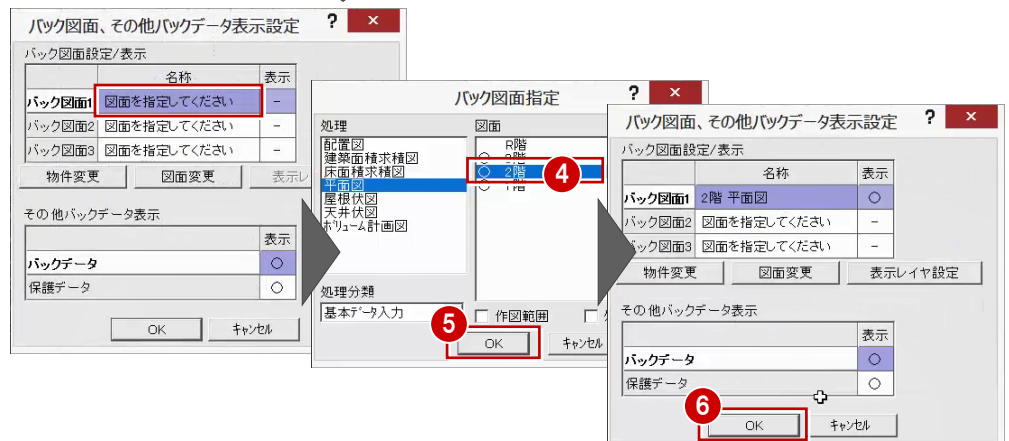 バック図面、その他バックデータ表示設定 ?
バック図面設定/表示
名称 表示
バック図面1 図面を指定してください -
バック図面2 図面を指定してください -
バック図面3 図面を指定してください -
物件変更 図面変更 表示レ
その他バックデータ表示
表示
バックデータ ○
保護データ ○
OK キャンセル
バック図面指定 ?
処理
配置図
建築面積求積図
床面積求積図
平面図
屋根伏図
天井伏図
ボリューム計画図
図面
R階
○ 2階
4
処理分類
基本データ入力
作図範囲
5
OK キャンセル
バック図面、その他バックデータ表示設定 ?
バック図面設定/表示
名称 表示
バック図面1 2階 平面図 ○
バック図面2 図面を指定してください -
バック図面3 図面を指定してください -
物件変更 図面変更 表示レイヤ設定
その他バックデータ表示
表示
バックデータ ○
保護データ ○
6
OK キャンセル